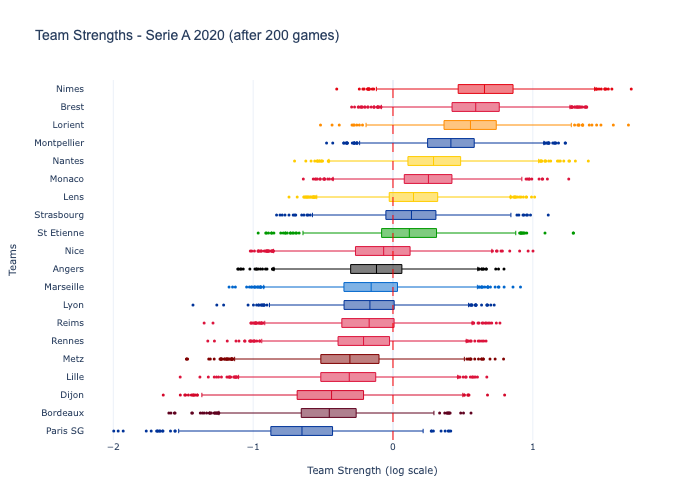 Team Strengths - Serie A 2020 (after 200 games)
Nimes
Brest
Lorient
Montpellier
Nantes
Monaco
Lens
Strasbourg
St Etienne
Nice
Angers
Marseille
Lyon
Reims
Rennes
Metz
Lille
Dijon
Bordeaux
Paris SG
Teams
−2 −1 0 1
Team Strength (log scale)